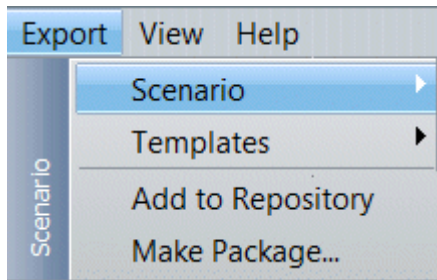 Export View Help
Scenario
Templates
Add to Repository
Make Package...
Scenario